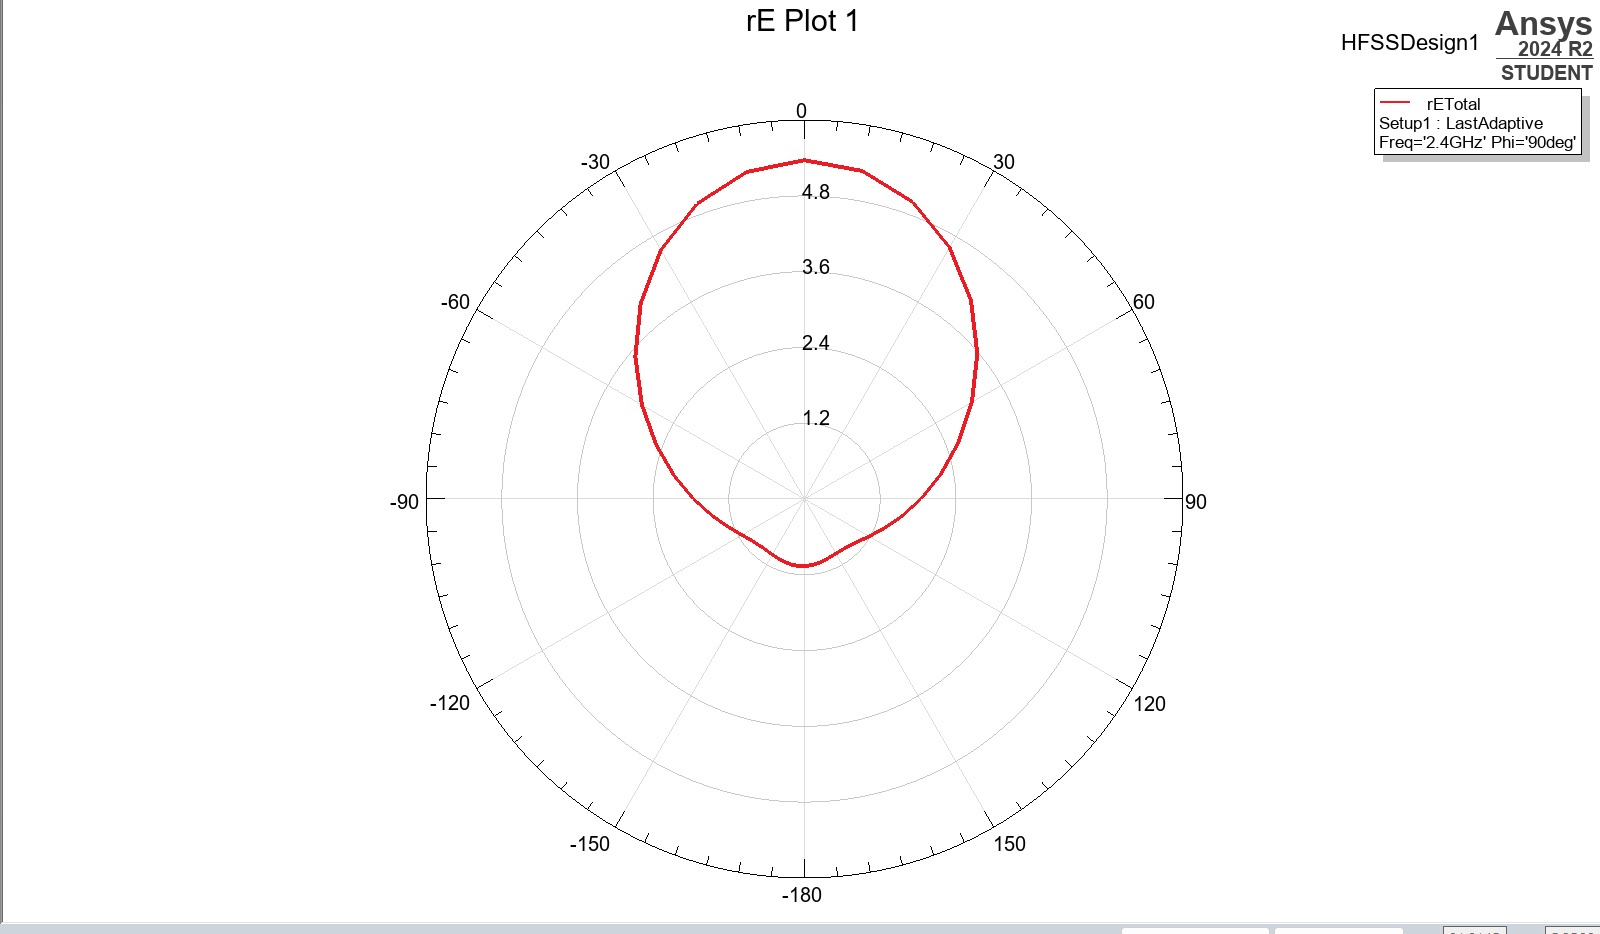 rE Plot 1
HFSSDesign1
Ansys
2024 R2
STUDENT
rETotal
Setup1 : LastAdaptive
Freq='2.4GHz' Phi='90deg'
0
-30
30
4.8
3.6
-60
60
2.4
1.2
-90
90
-120
120
-150
150
-180